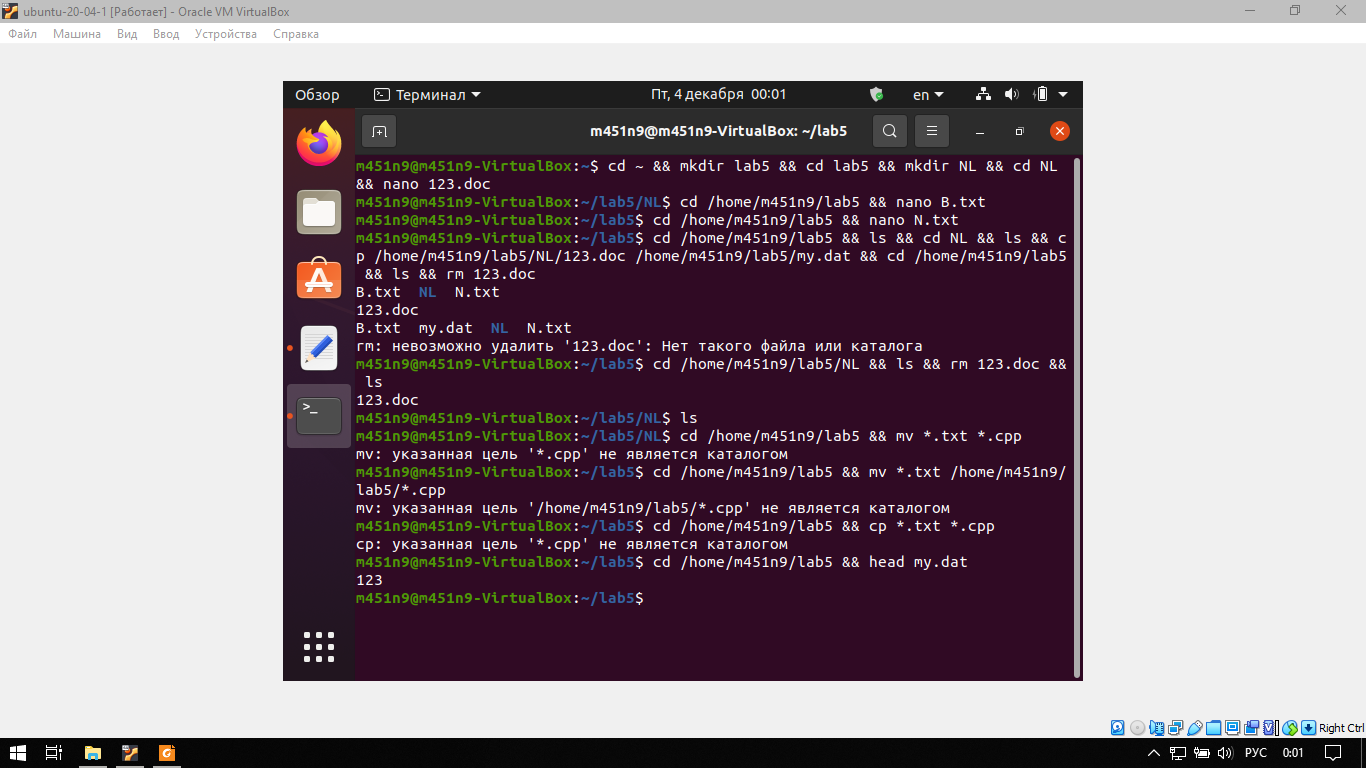 ubuntu-20-04-1 [Работает] - Oracle VM VirtualBox
Файл Машина Вид Ввод Устройства Справка
Обзор Терминал Пт, 4 декабря 00:01 en
m451n9@m451n9-VirtualBox: ~/lab5
m451n9@m451n9-VirtualBox:~$ cd ~ && mkdir lab5 && cd lab5 && mkdir NL && cd NL
&& nano 123.doc
m451n9@m451n9-VirtualBox:~/lab5/NL$ cd /home/m451n9/lab5 && nano B.txt
m451n9@m451n9-VirtualBox:~/lab5$ cd /home/m451n9/lab5 && nano N.txt
m451n9@m451n9-VirtualBox:~/lab5$ cd /home/m451n9/lab5 && ls && cd NL && ls && c
p /home/m451n9/lab5/NL/123.doc /home/m451n9/lab5/my.dat && cd /home/m451n9/lab5
&& ls && rm 123.doc
B.txt NL N.txt
123.doc
B.txt my.dat NL N.txt
rm: невозможно удалить '123.doc': Нет такого файла или каталога
m451n9@m451n9-VirtualBox:~/lab5$ cd /home/m451n9/lab5/NL && ls && rm 123.doc &&
ls
123.doc
m451n9@m451n9-VirtualBox:~/lab5/NL$ ls
m451n9@m451n9-VirtualBox:~/lab5/NL$ cd /home/m451n9/lab5 && mv *.txt *.cpp
mv: указанная цель '*.cpp' не является каталогом
m451n9@m451n9-VirtualBox:~/lab5$ cd /home/m451n9/lab5 && mv *.txt /home/m451n9/
lab5/*.cpp
mv: указанная цель '/home/m451n9/lab5/*.cpp' не является каталогом
m451n9@m451n9-VirtualBox:~/lab5$ cd /home/m451n9/lab5 && cp *.txt *.cpp
cp: указанная цель '*.cpp' не является каталогом
m451n9@m451n9-VirtualBox:~/lab5$ cd /home/m451n9/lab5 && head my.dat
123
m451n9@m451n9-VirtualBox:~/lab5$
Right Ctrl
РУС 0:01